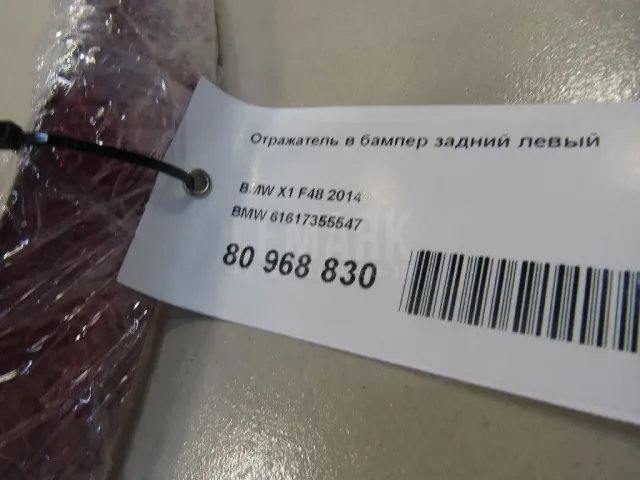 Отражатель в бампер задний левый
BMW X1 F48 2014-
BMW 61617355547
80 968 830